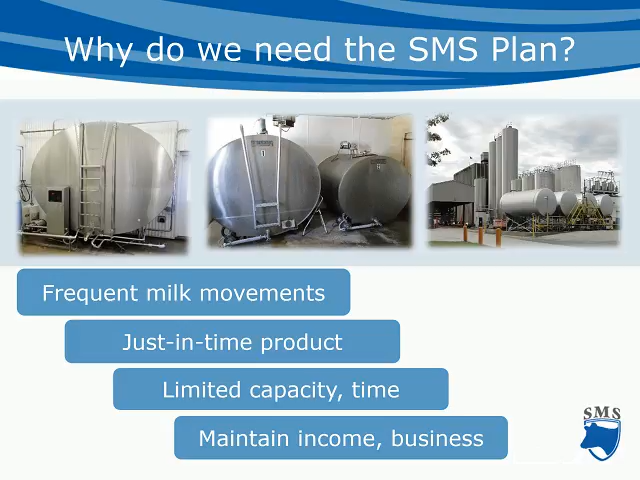 Why do we need the SMS Plan?
Frequent milk movements
Just-in-time product
Limited capacity, time
Maintain income, business
SMS